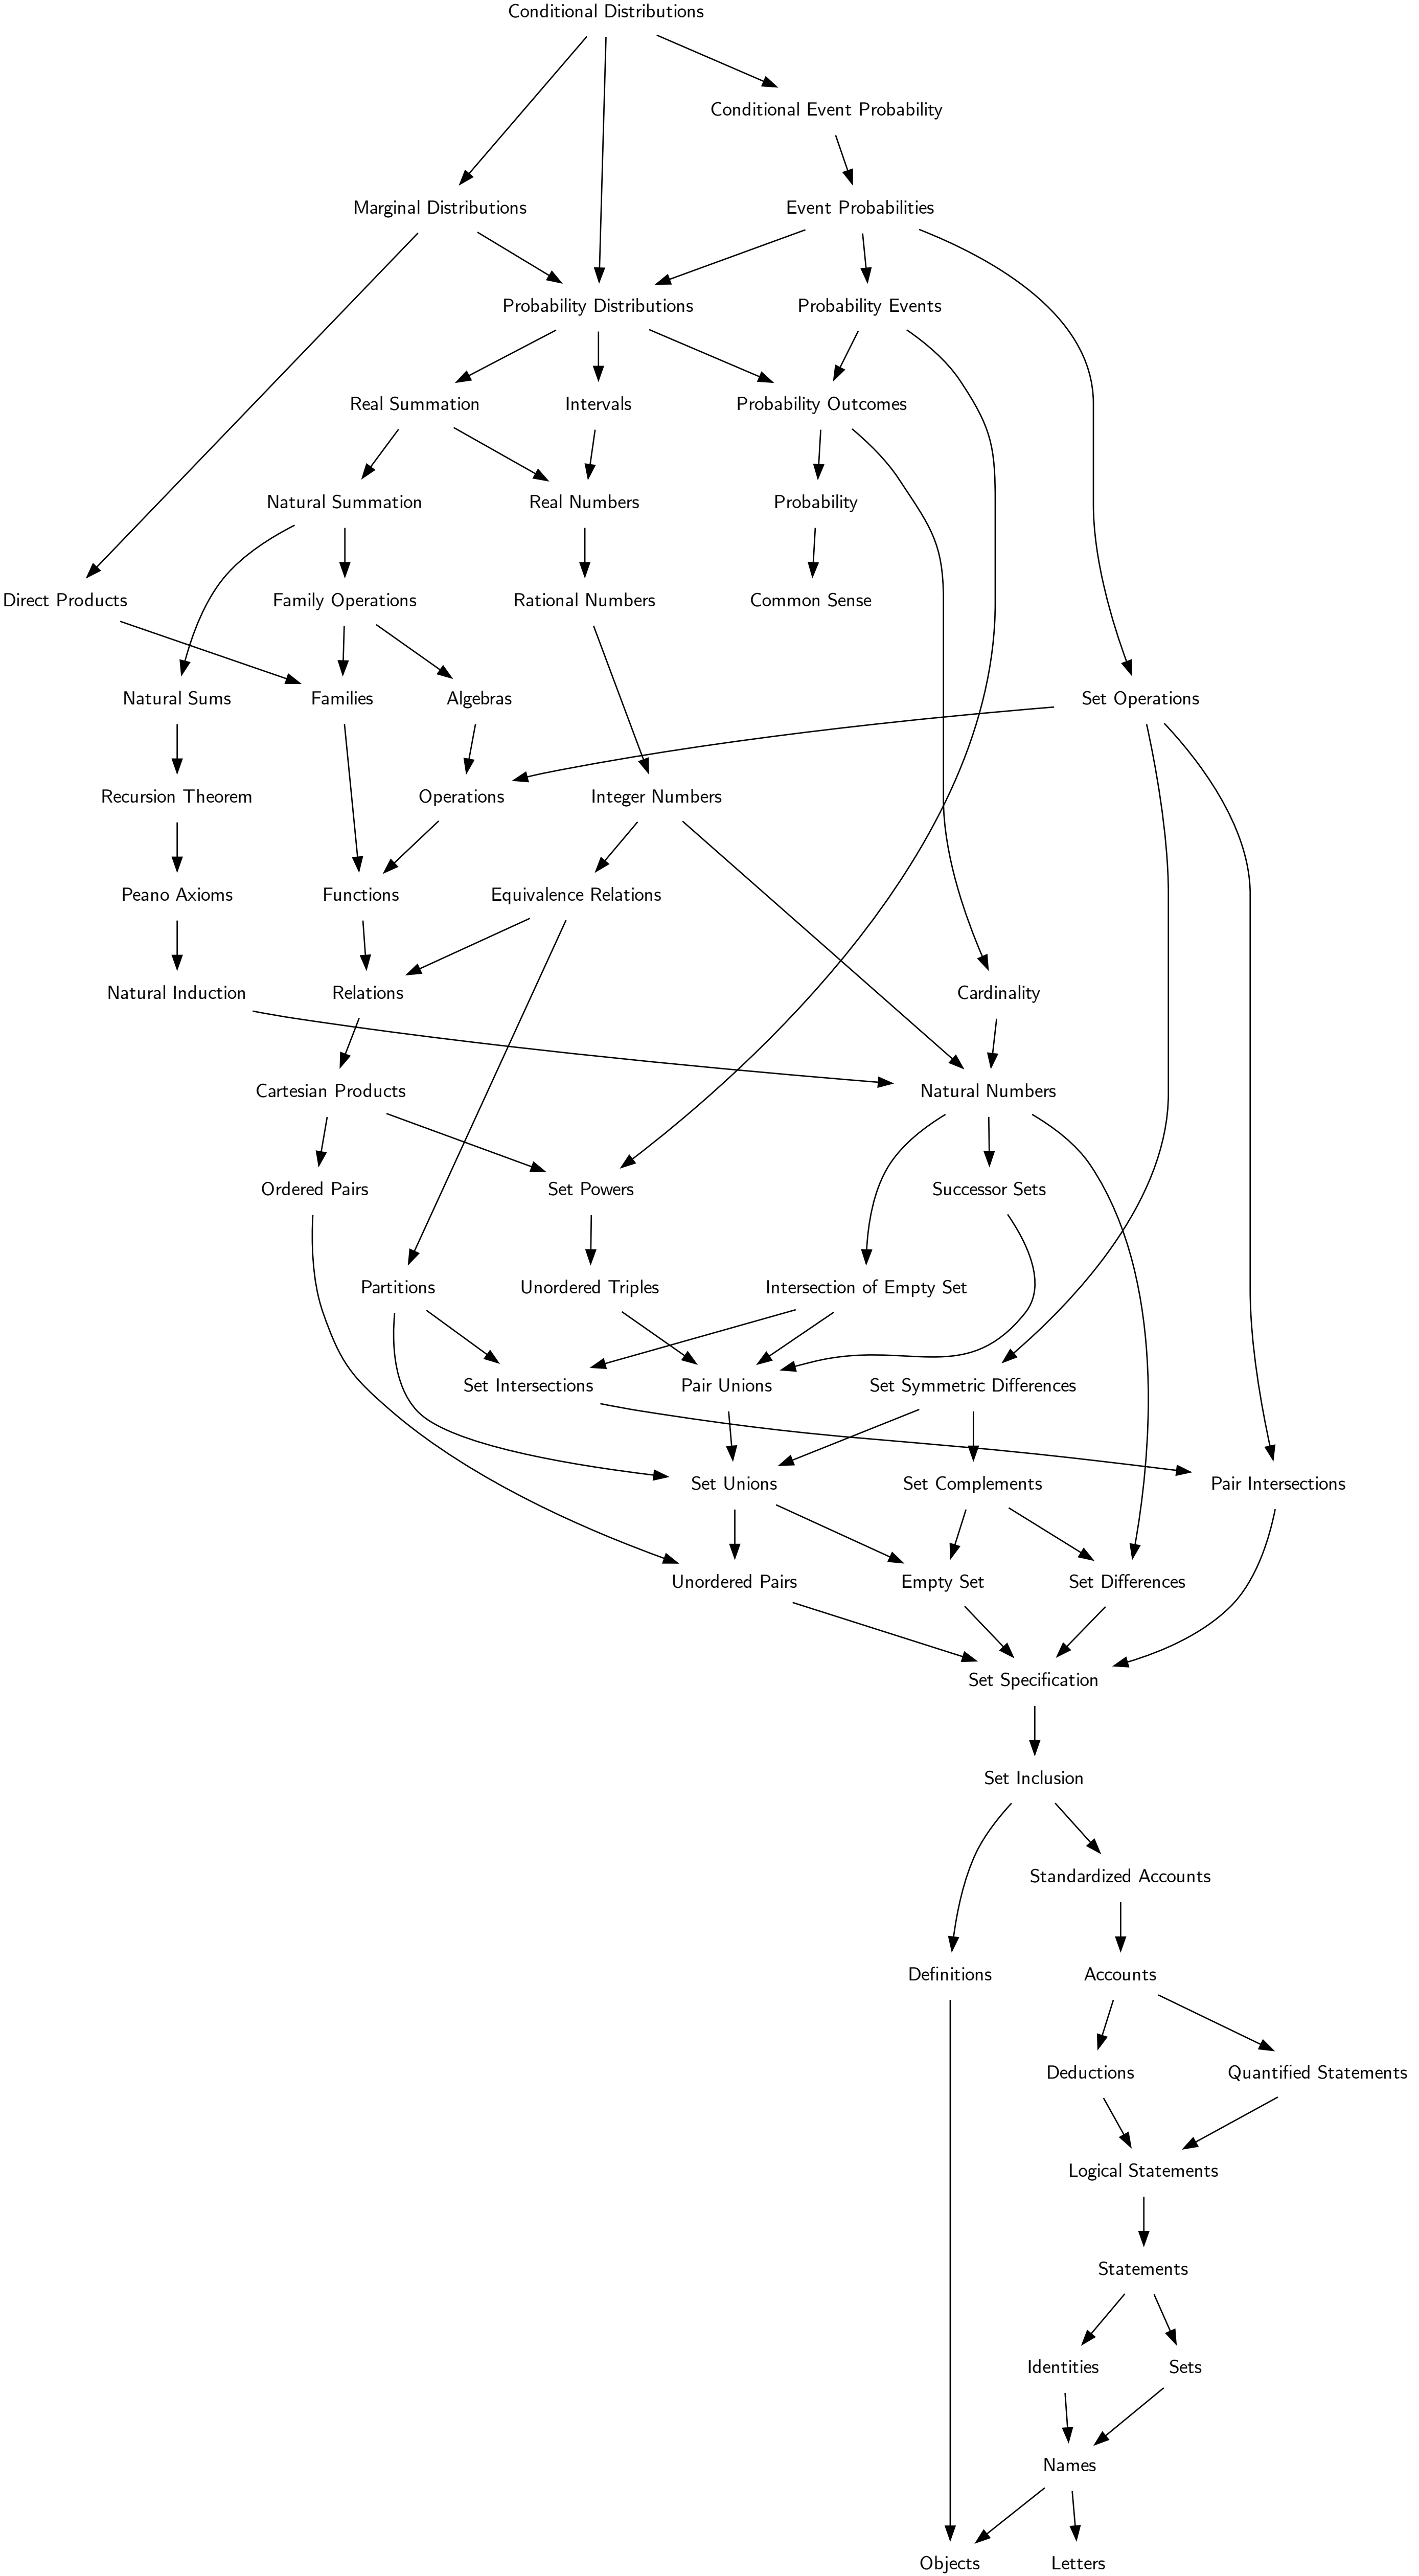 Conditional Distributions
Conditional Event Probability
Marginal Distributions
Event Probabilities
Probability Distributions
Probability Events
Real Summation
Intervals
Probability Outcomes
Natural Summation
Real Numbers
Probability
Direct Products
Family Operations
Rational Numbers
Common Sense
Natural Sums
Families
Algebras
Set Operations
Recursion Theorem
Operations
Integer Numbers
Peano Axioms
Functions
Equivalence Relations
Natural Induction
Relations
Cardinality
Cartesian Products
Natural Numbers
Ordered Pairs
Set Powers
Successor Sets
Partitions
Unordered Triples
Intersection of Empty Set
Set Intersections
Pair Unions
Set Symmetric Differences
Set Unions
Set Complements
Pair Intersections
Unordered Pairs
Empty Set
Set Differences
Set Specification
Set Inclusion
Standardized Accounts
Definitions
Accounts
Deductions
Quantified Statements
Logical Statements
Statements
Identities
Sets
Names
Objects
Letters